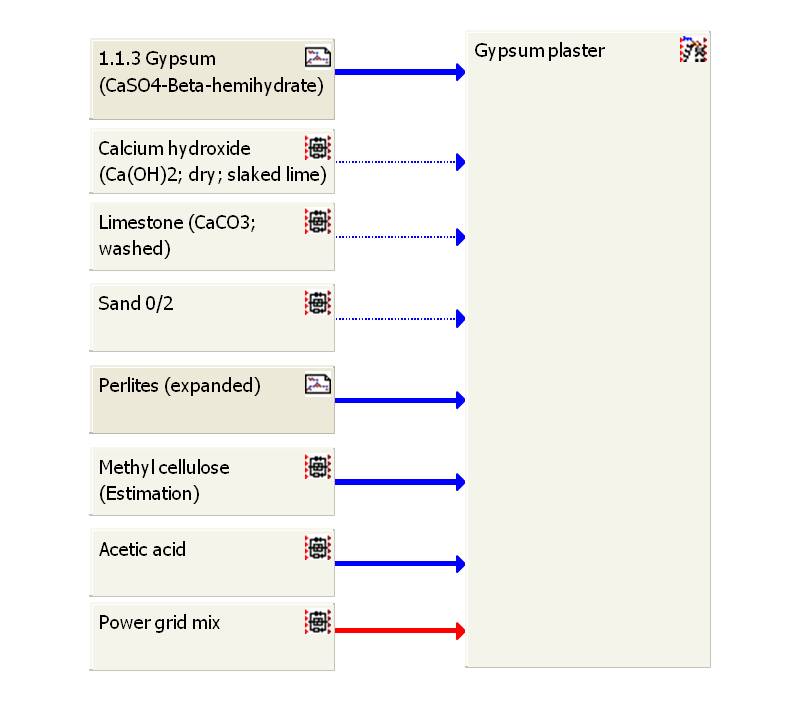 1.1.3 Gypsum
(CaSO4-Beta-hemihydrate)
Gypsum plaster
Calcium hydroxide
(Ca(OH)2; dry; slaked lime)
Limestone (CaCO3;
washed)
Sand 0/2
Perlites (expanded)
Methyl cellulose
(Estimation)
Acetic acid
Power grid mix